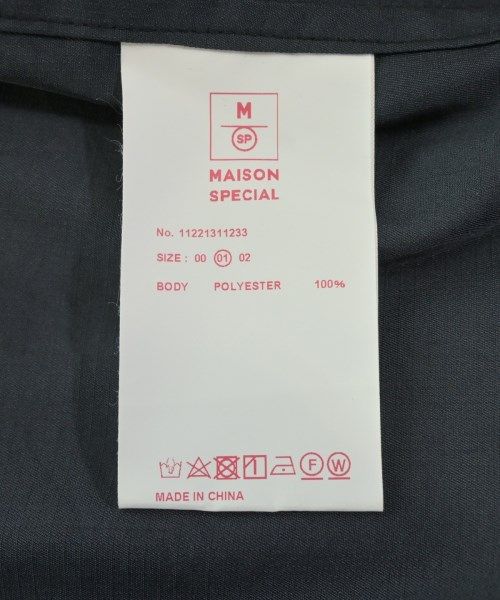 M
SP
MAISON
SPECIAL
No. 11221311233
SIZE : 00 01 02
BODY POLYESTER 100%
F W
MADE IN CHINA